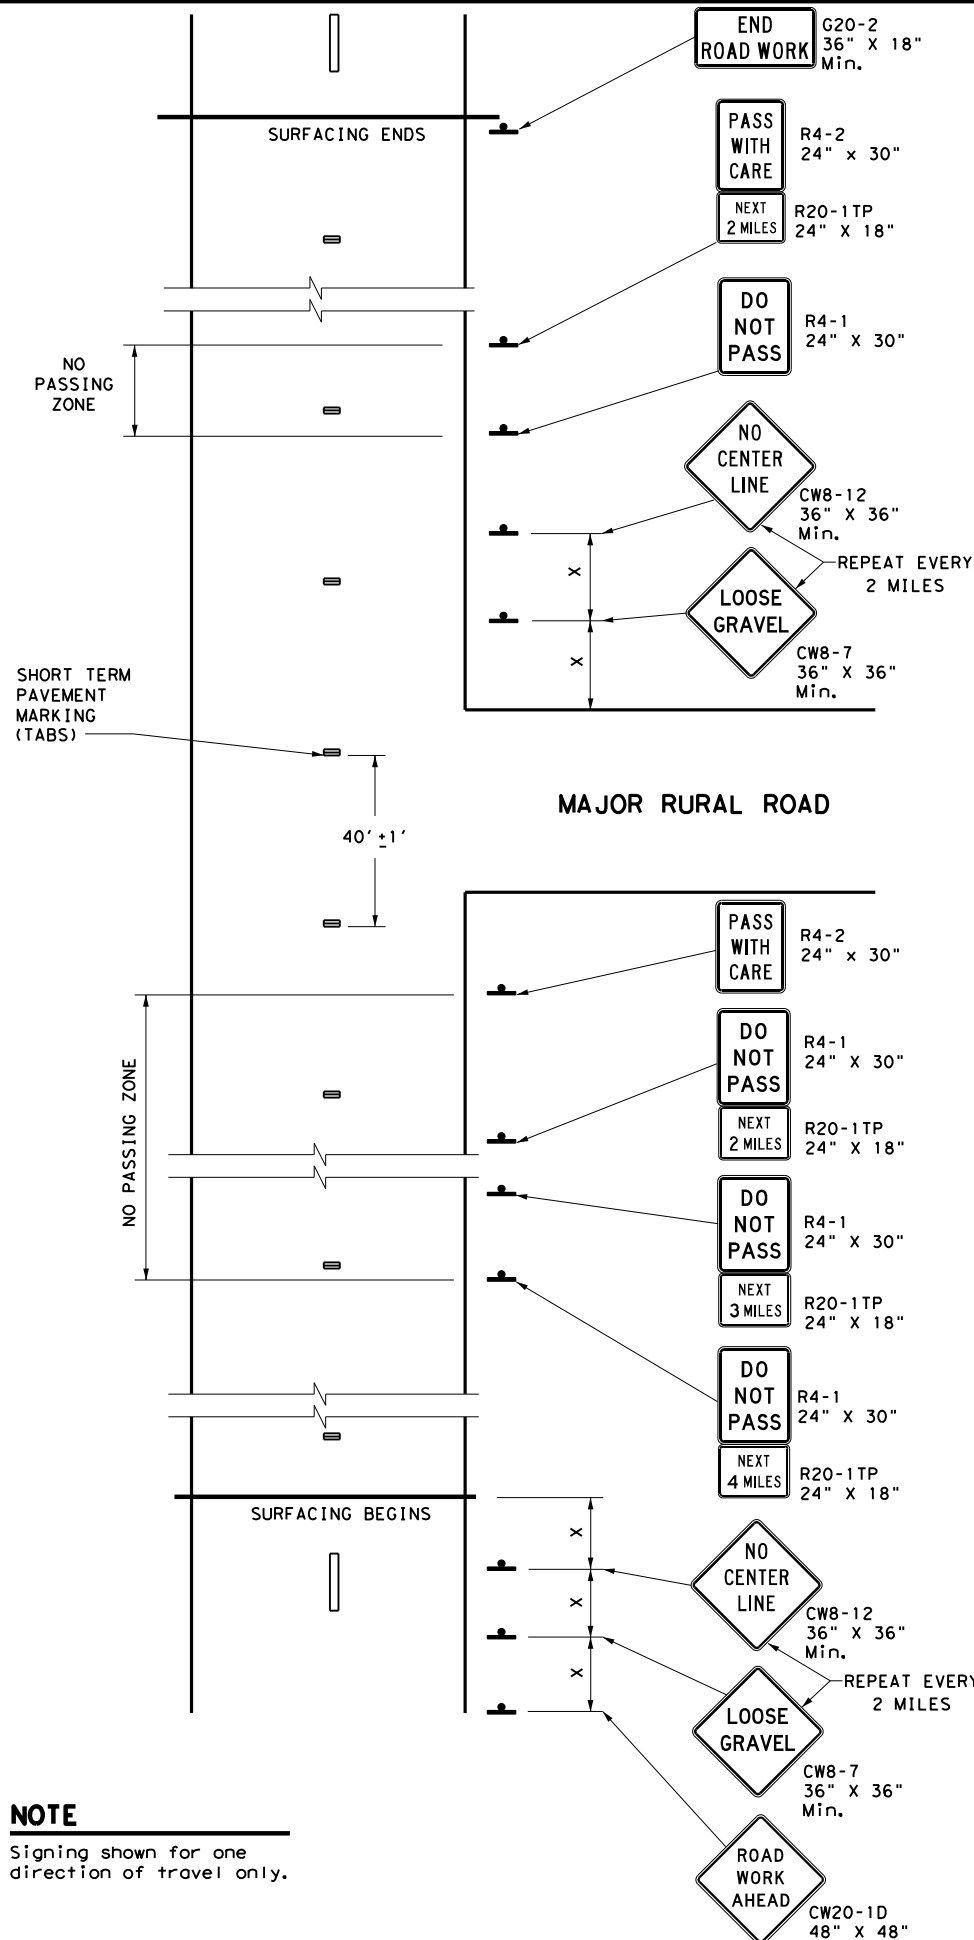 END
ROAD WORK
G20-2
36" X 18"
Min.
SURFACING ENDS
PASS
WITH
CARE
R4-2
24" x 30"
NEXT
2 MILES
R20-1TP
24" X 18"
DO
NOT
PASS
R4-1
24" X 30"
NO
PASSING
ZONE
NO
CENTER
LINE
CW8-12
36" X 36"
Min.
REPEAT EVERY
2 MILES
X
LOOSE
GRAVEL
X
CW8-7
36" X 36"
Min.
SHORT TERM
PAVEMENT
MARKING
(TABS)
MAJOR RURAL ROAD
40' ±1'
PASS
WITH
CARE
R4-2
24" x 30"
DO
NOT
PASS
R4-1
24" X 30"
NEXT
2 MILES
R20-1TP
24" X 18"
NO PASSING ZONE
DO
NOT
PASS
R4-1
24" X 30"
NEXT
3 MILES
R20-1TP
24" X 18"
DO
NOT
PASS
R4-1
24" X 30"
NEXT
4 MILES
R20-1TP
24" X 18"
SURFACING BEGINS
X
NO
CENTER
LINE
X
CW8-12
36" X 36"
Min.
X
REPEAT EVERY
2 MILES
LOOSE
GRAVEL
CW8-7
36" X 36"
Min.
NOTE
Signing shown for one
direction of travel only.
ROAD
WORK
AHEAD
CW20-1D
48" X 48"